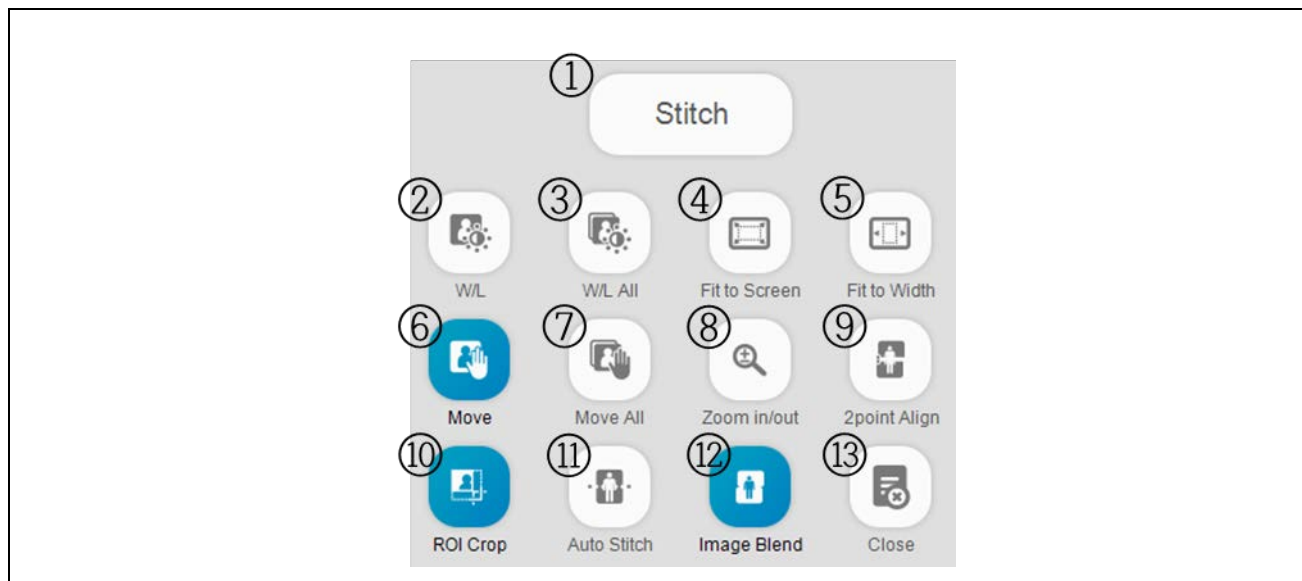 ① Stitch
② ③ ④ ⑤
W/L W/L All Fit to Screen Fit to Width
⑥ ⑦ ⑧ ⑨
Move Move All Zoom in/out 2point Align
⑩ ⑪ ⑫ ⑬
ROI Crop Auto Stitch Image Blend Close